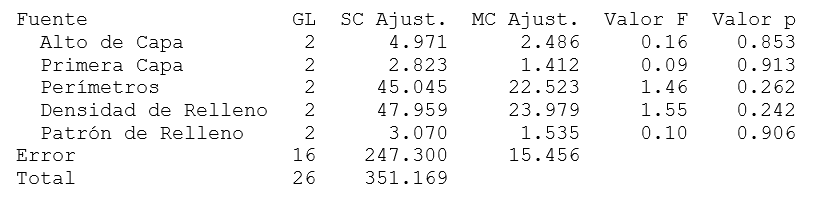 Fuente GL SC Ajust. MC Ajust. Valor F Valor p
Alto de Capa 2 4.971 2.486 0.16 0.853
Primera Capa 2 2.823 1.412 0.09 0.913
Perímetros 2 45.045 22.523 1.46 0.262
Densidad de Relleno 2 47.959 23.979 1.55 0.242
Patrón de Relleno 2 3.070 1.535 0.10 0.906
Error 16 247.300 15.456
Total 26 351.169